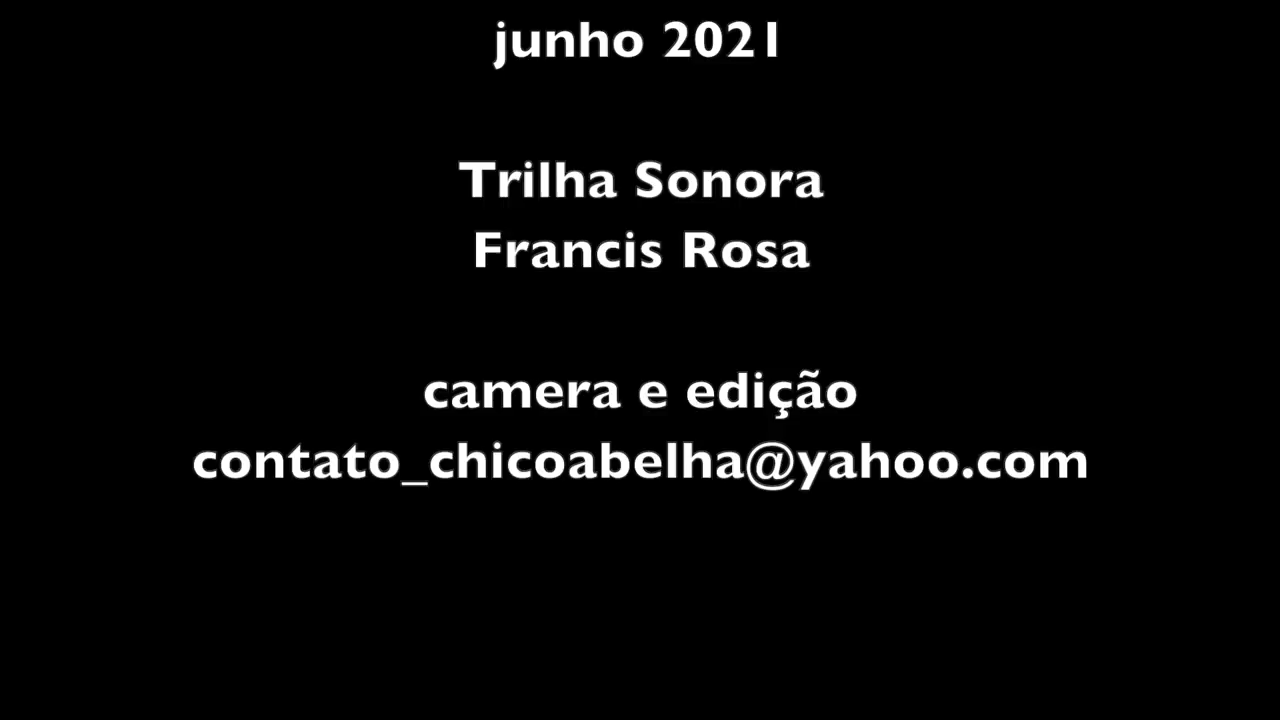 junho 2021
Trilha Sonora
Francis Rosa
camera e edição
contato_chicoabelha@yahoo.com